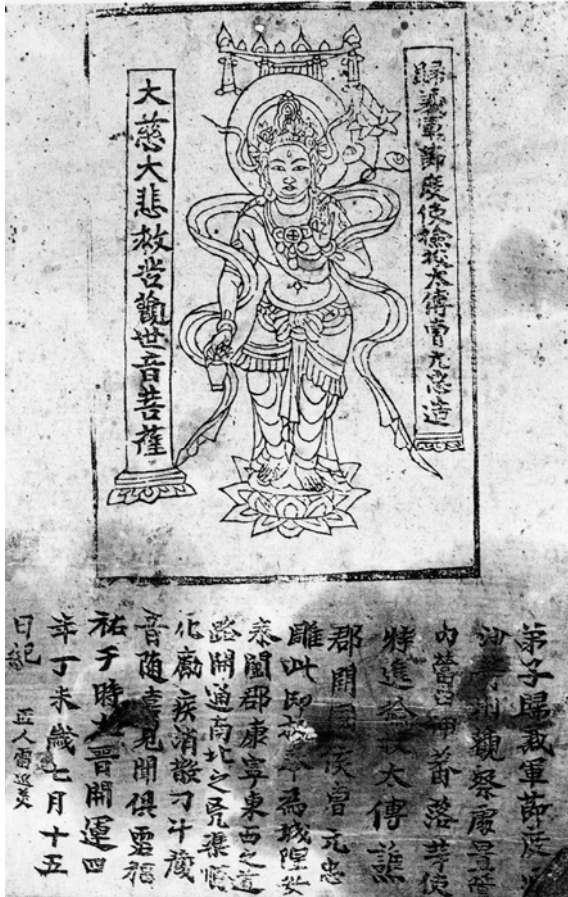 歸義軍節度使檢校太傅曹元忠造
大慈大悲救苦觀世音菩薩
弟子歸義軍節度瓜
沙等州觀察處置管
內營田押蕃落等使
特進檢校太傅譙
郡開國侯曹元忠
雕此印板奉為城隍安
泰闔郡康寧東西之道
路開通南北之兇渠順
化勵疾消散刁斗藏
音隨喜見聞俱霑福
祐于時大晉開運四
年丁未歲七月十五
日紀 匠人雷延美